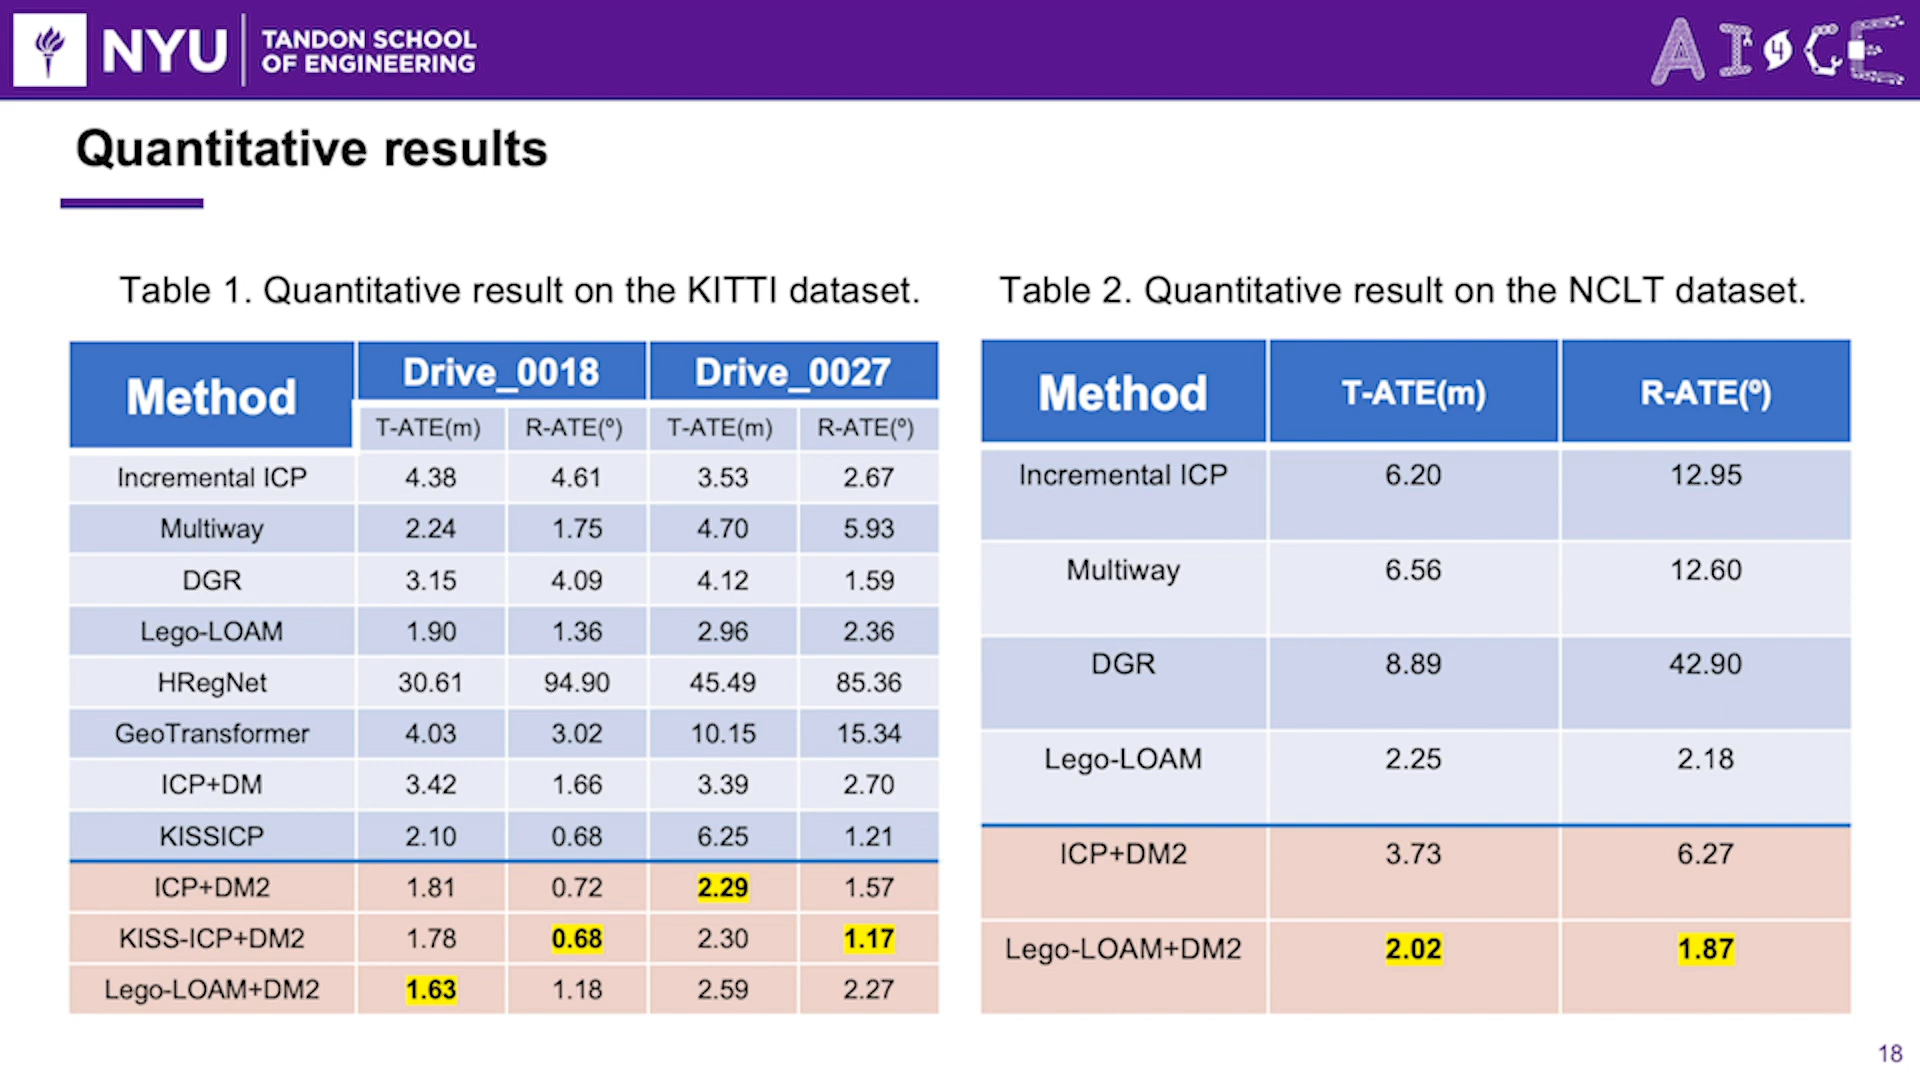 NYU
TANDON SCHOOL
OF ENGINEERING
AI4CE
Quantitative results
Table 1. Quantitative result on the KITTI dataset.
Method Drive_0018 Drive_0027
T-ATE(m) R-ATE(º) T-ATE(m) R-ATE(º)
Incremental ICP 4.38 4.61 3.53 2.67
Multiway 2.24 1.75 4.70 5.93
DGR 3.15 4.09 4.12 1.59
Lego-LOAM 1.90 1.36 2.96 2.36
HRegNet 30.61 94.90 45.49 85.36
GeoTransformer 4.03 3.02 10.15 15.34
ICP+DM 3.42 1.66 3.39 2.70
KISSICP 2.10 0.68 6.25 1.21
ICP+DM2 1.81 0.72 2.29 1.57
KISS-ICP+DM2 1.78 0.68 2.30 1.17
Lego-LOAM+DM2 1.63 1.18 2.59 2.27
Table 2. Quantitative result on the NCLT dataset.
Method T-ATE(m) R-ATE(º)
Incremental ICP 6.20 12.95
Multiway 6.56 12.60
DGR 8.89 42.90
Lego-LOAM 2.25 2.18
ICP+DM2 3.73 6.27
Lego-LOAM+DM2 2.02 1.87
18